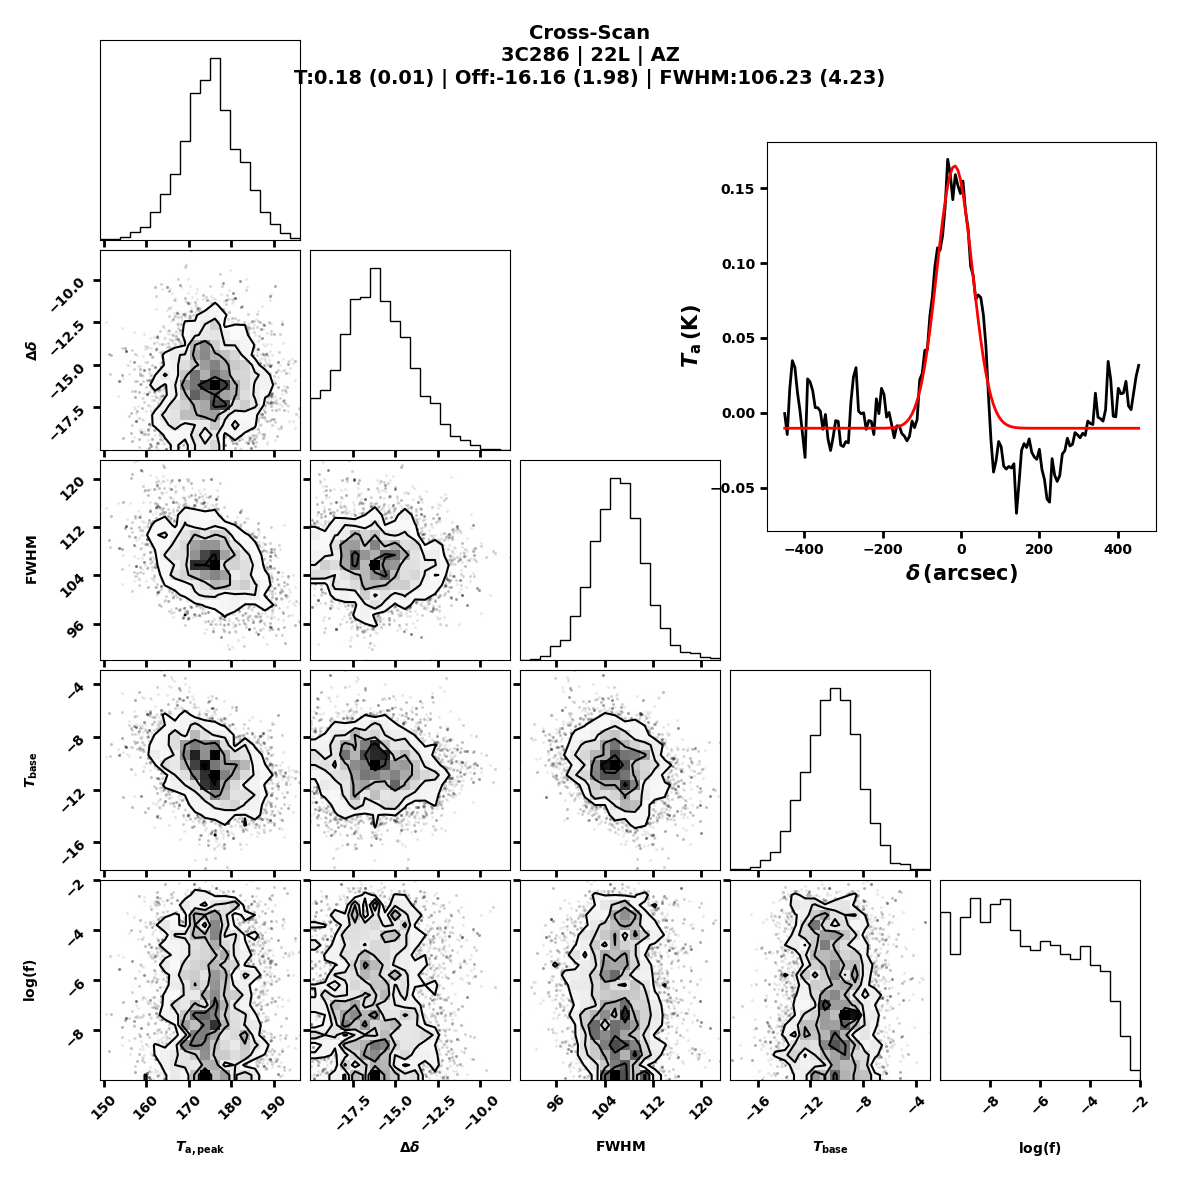 Cross-Scan
3C286 | 22L | AZ
T:0.18 (0.01) | Off:-16.16 (1.98) | FWHM:106.23 (4.23)
0.15
0.10
0.05
0.00
−0.05
Ta (K)
−400 −200 0 200 400
δ (arcsec)
Δδ
−10.0
−12.5
−15.0
−17.5
FWHM
120
112
104
96
Tbase
−4
−8
−12
−16
log(f)
−2
−4
−6
−8
150 160 170 180 190
−17.5 −15.0 −12.5 −10.0
96 104 112 120
−16 −12 −8 −4
−8 −6 −4 −2
Ta,peak Δδ FWHM Tbase log(f)